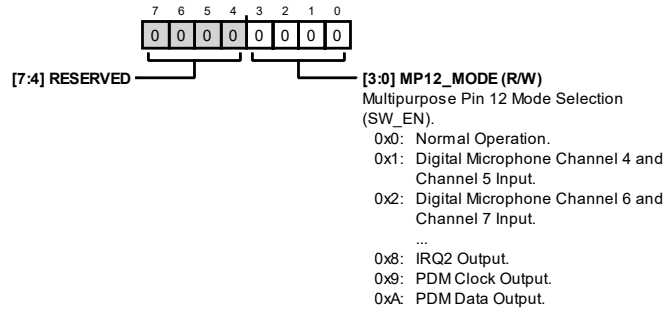 7 6 5 4 3 2 1 0
0 0 0 0 0 0 0 0
[7:4] RESERVED
[3:0] MP12_MODE (R/W)
Multipurpose Pin 12 Mode Selection
(SW_EN).
0x0: Normal Operation.
0x1: Digital Microphone Channel 4 and
Channel 5 Input.
0x2: Digital Microphone Channel 6 and
Channel 7 Input.
...
0x8: IRQ2 Output.
0x9: PDM Clock Output.
0xA: PDM Data Output.